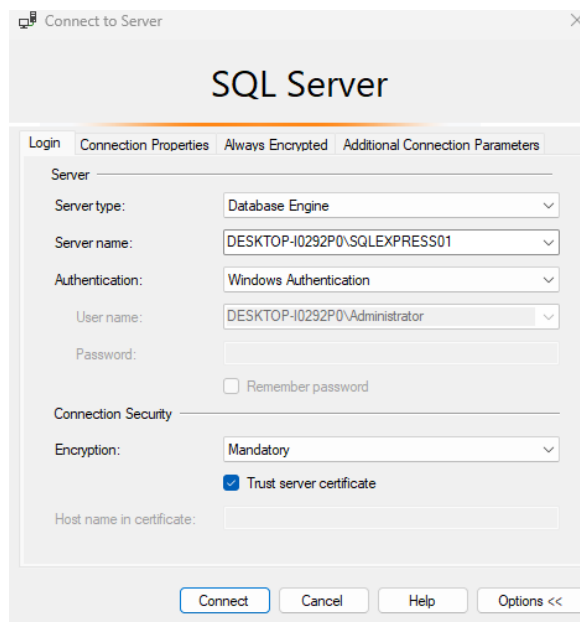 Connect to Server
SQL Server
Login Connection Properties Always Encrypted Additional Connection Parameters
Server
Server type: Database Engine
Server name: DESKTOP-I0292P0\SQLEXPRESS01
Authentication: Windows Authentication
User name: DESKTOP-I0292P0\Administrator
Password:
Remember password
Connection Security
Encryption: Mandatory
Trust server certificate
Host name in certificate:
Connect Cancel Help Options <<